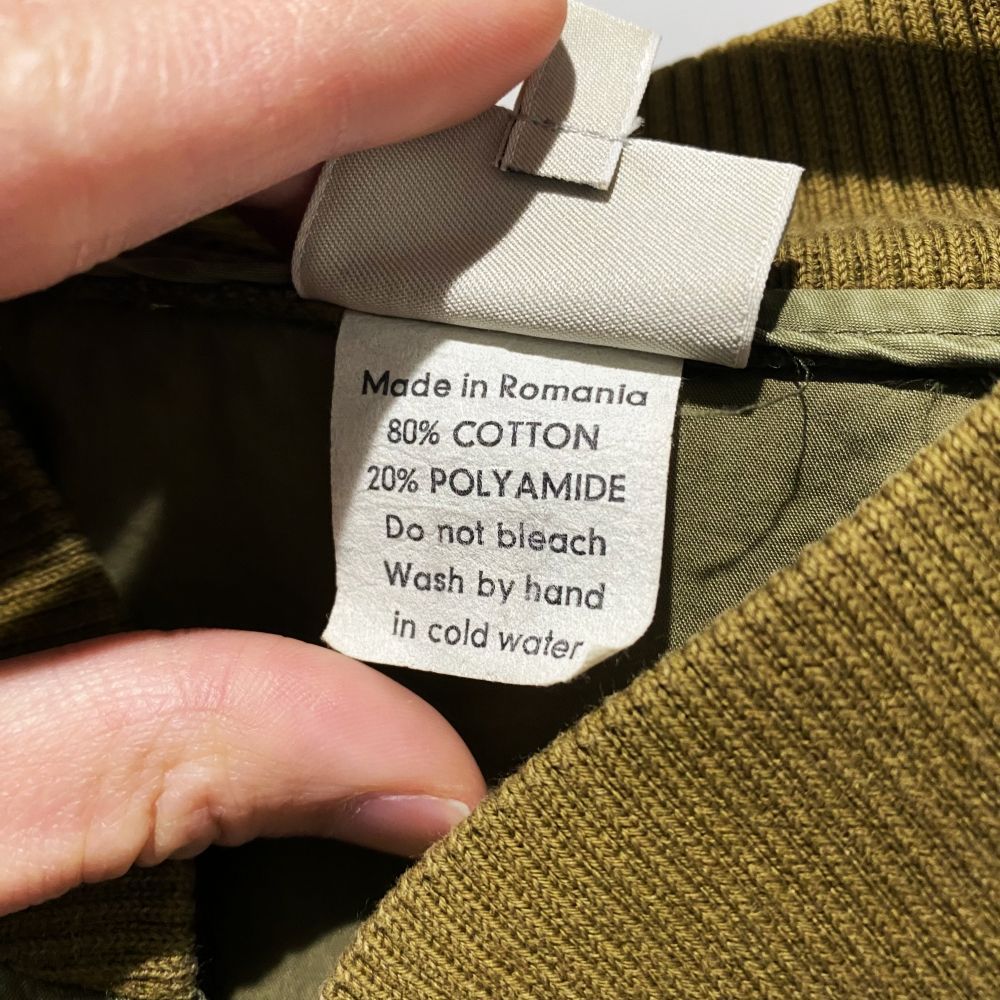 Made in Romania
80% COTTON
20% POLYAMIDE
Do not bleach
Wash by hand
in cold water